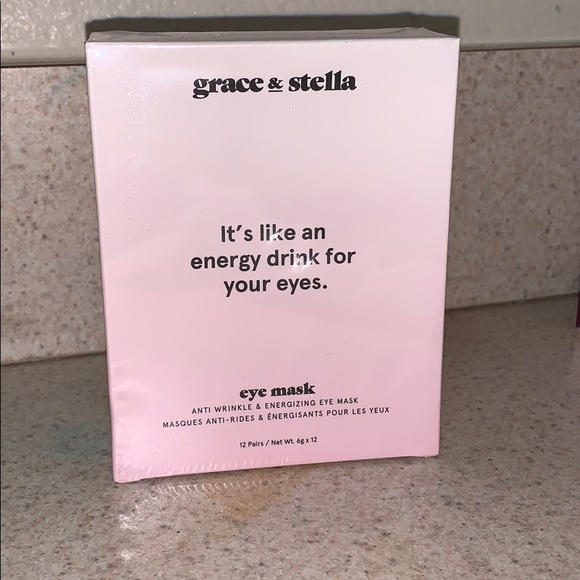 grace & stella
It's like an
energy drink for
your eyes.
eye mask
ANTI WRINKLE & ENERGIZING EYE MASK
MASQUES ANTI-RIDES & ÉNERGISANTS POUR LES YEUX
12 Pairs / Net Wt. 6g x 12